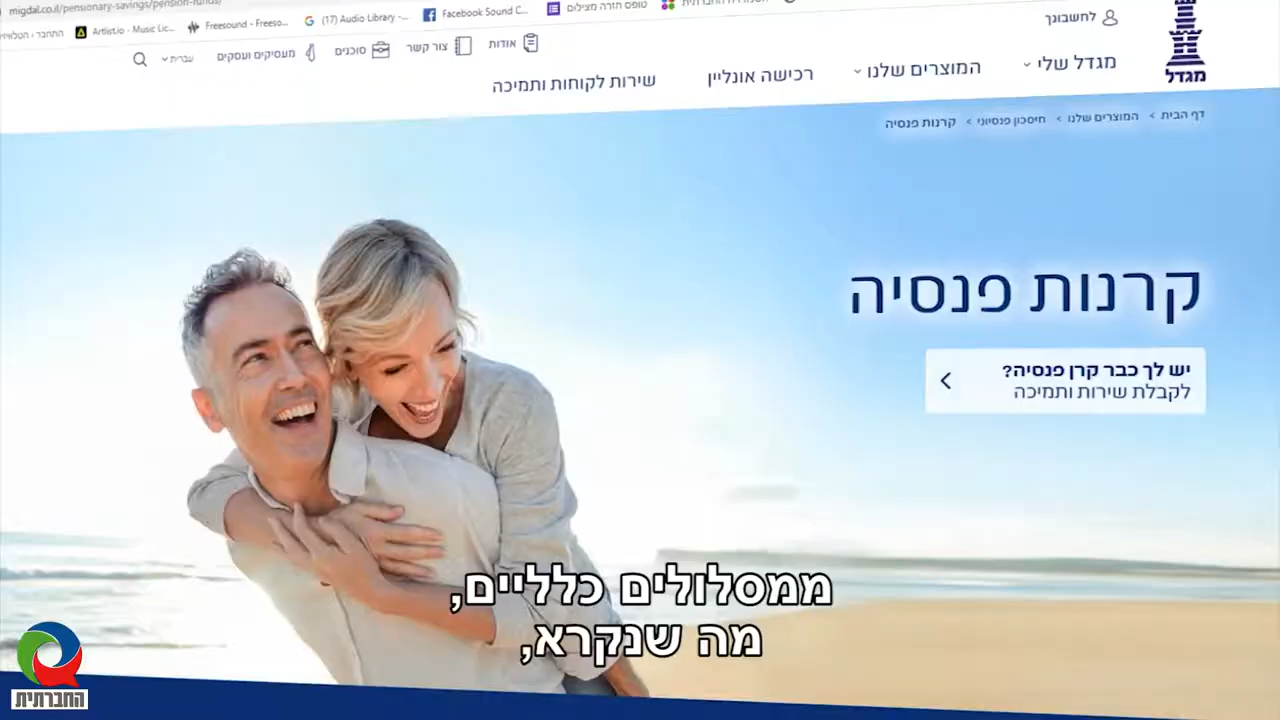 migdal.co.il/pensionary-savings/pension-funds/
Artlist.io - Music Lic...
Freesound - Freeso...
(17) Audio Library -...
Facebook Sound C...
טופס חזרה מצילום
לחשבונך
אודות
צור קשר
סוכנים
מעסיקים ועסקים
עברית
מגדל שלי
המוצרים שלנו
רכישה אונליין
שירות לקוחות ותמיכה
מגדל
דף הבית > המוצרים שלנו > חיסכון פנסיוני > קרנות פנסיה
קרנות פנסיה
יש לך כבר קרן פנסיה?
לקבלת שירות ותמיכה
ממסלולים כלליים,
מה שנקרא,
החברתית